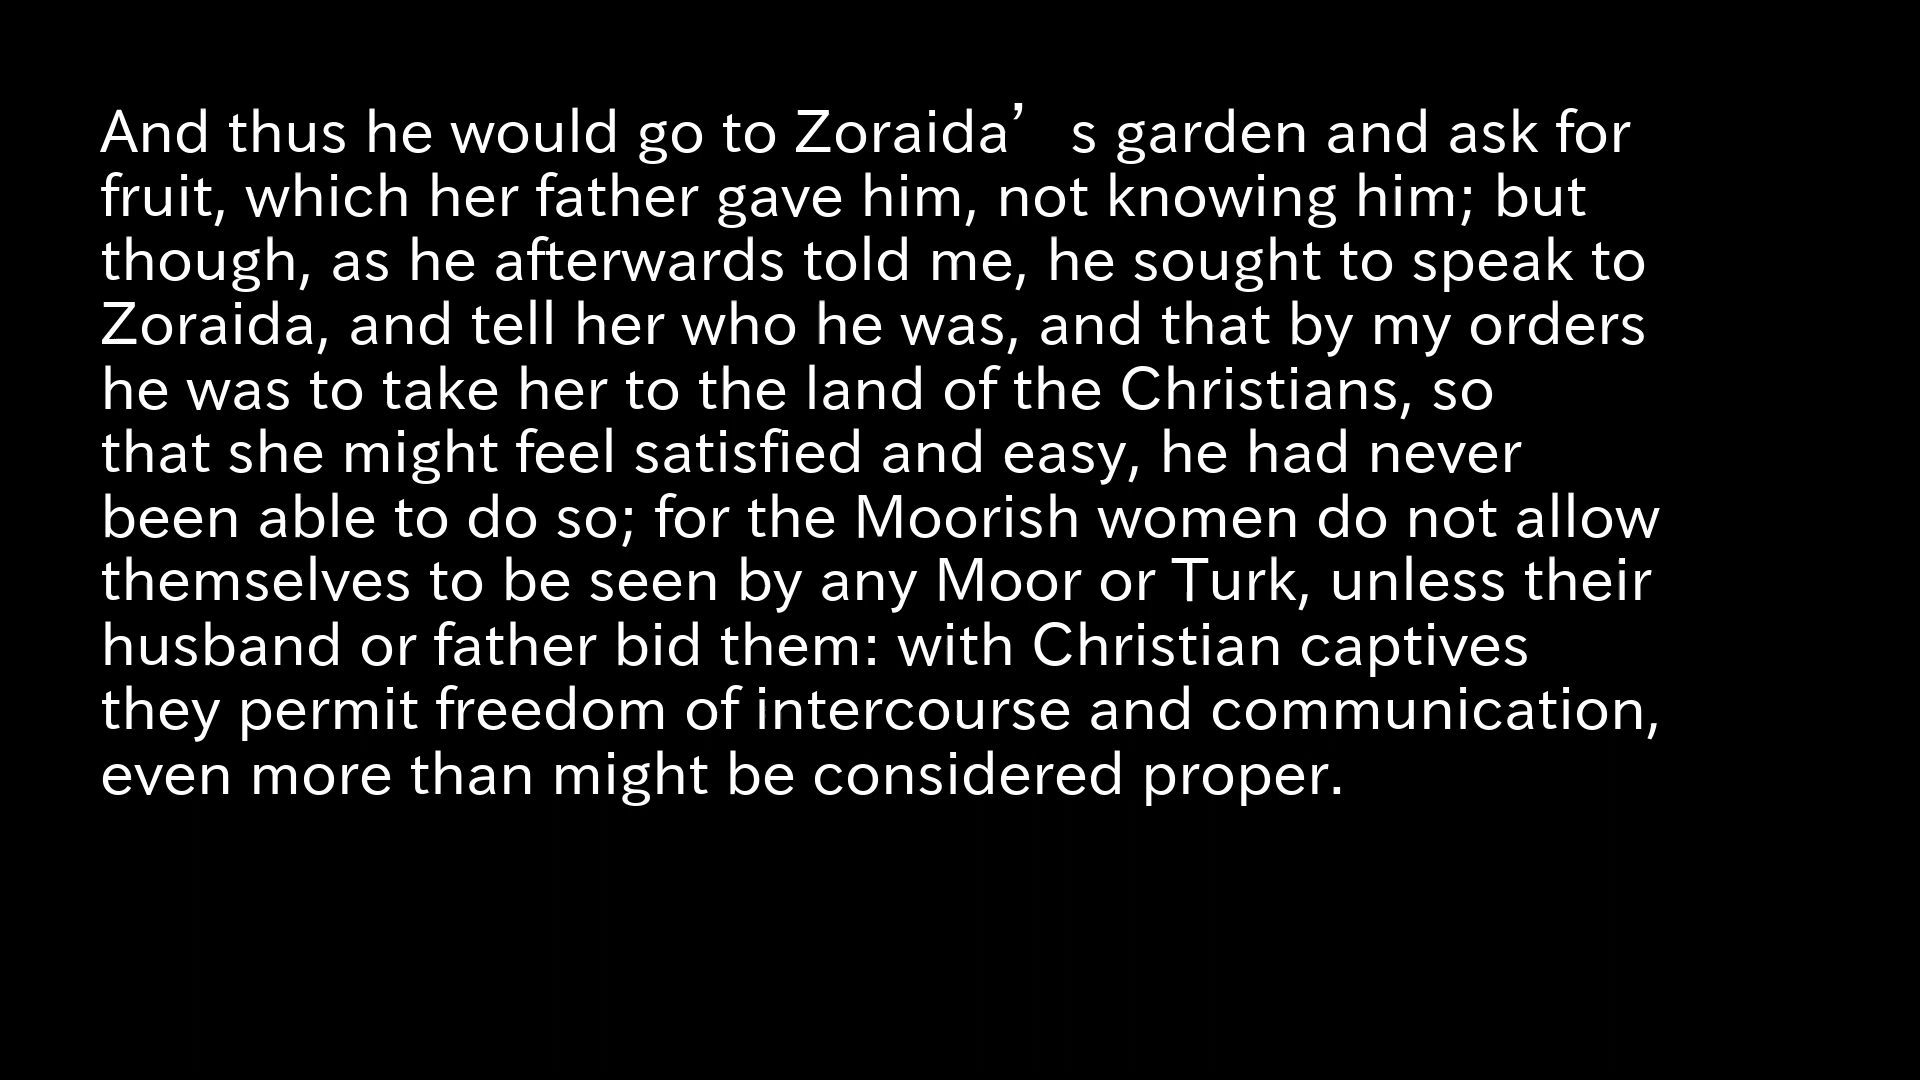 And thus he would go to Zoraida’s garden and ask for
fruit, which her father gave him, not knowing him; but
though, as he afterwards told me, he sought to speak to
Zoraida, and tell her who he was, and that by my orders
he was to take her to the land of the Christians, so
that she might feel satisfied and easy, he had never
been able to do so; for the Moorish women do not allow
themselves to be seen by any Moor or Turk, unless their
husband or father bid them: with Christian captives
they permit freedom of intercourse and communication,
even more than might be considered proper.